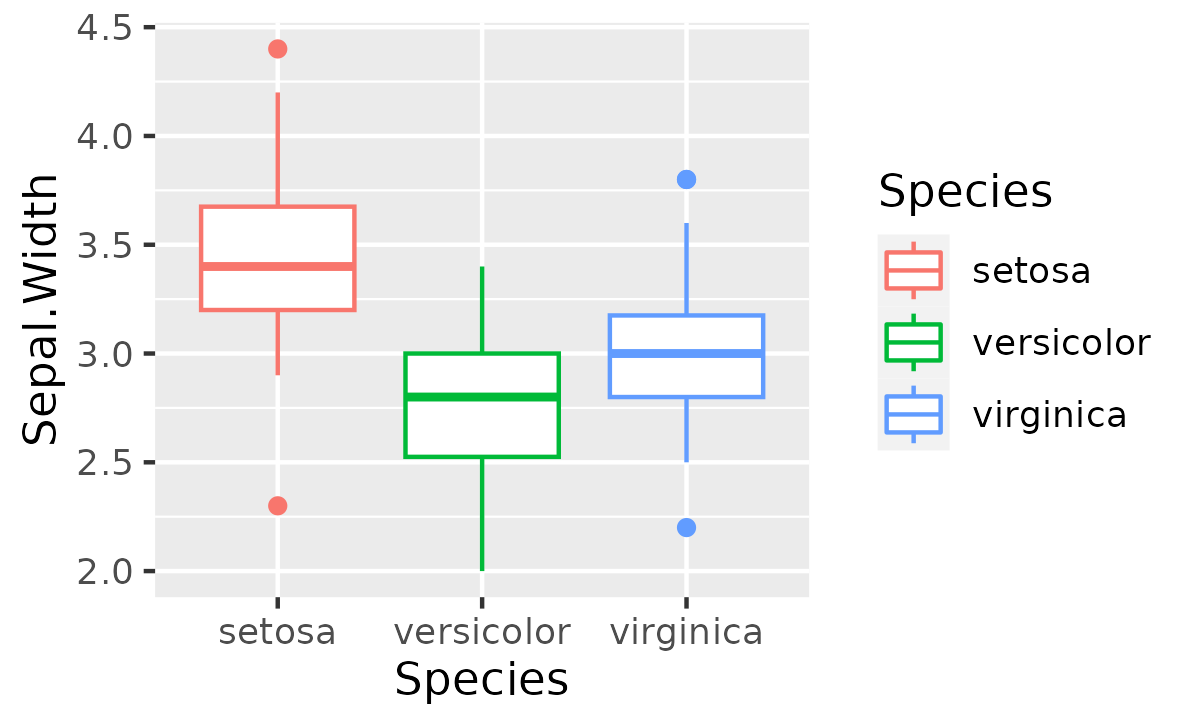 4.5
4.0
3.5
3.0
2.5
2.0
Sepal.Width
setosa versicolor virginica
Species
Species
setosa
versicolor
virginica